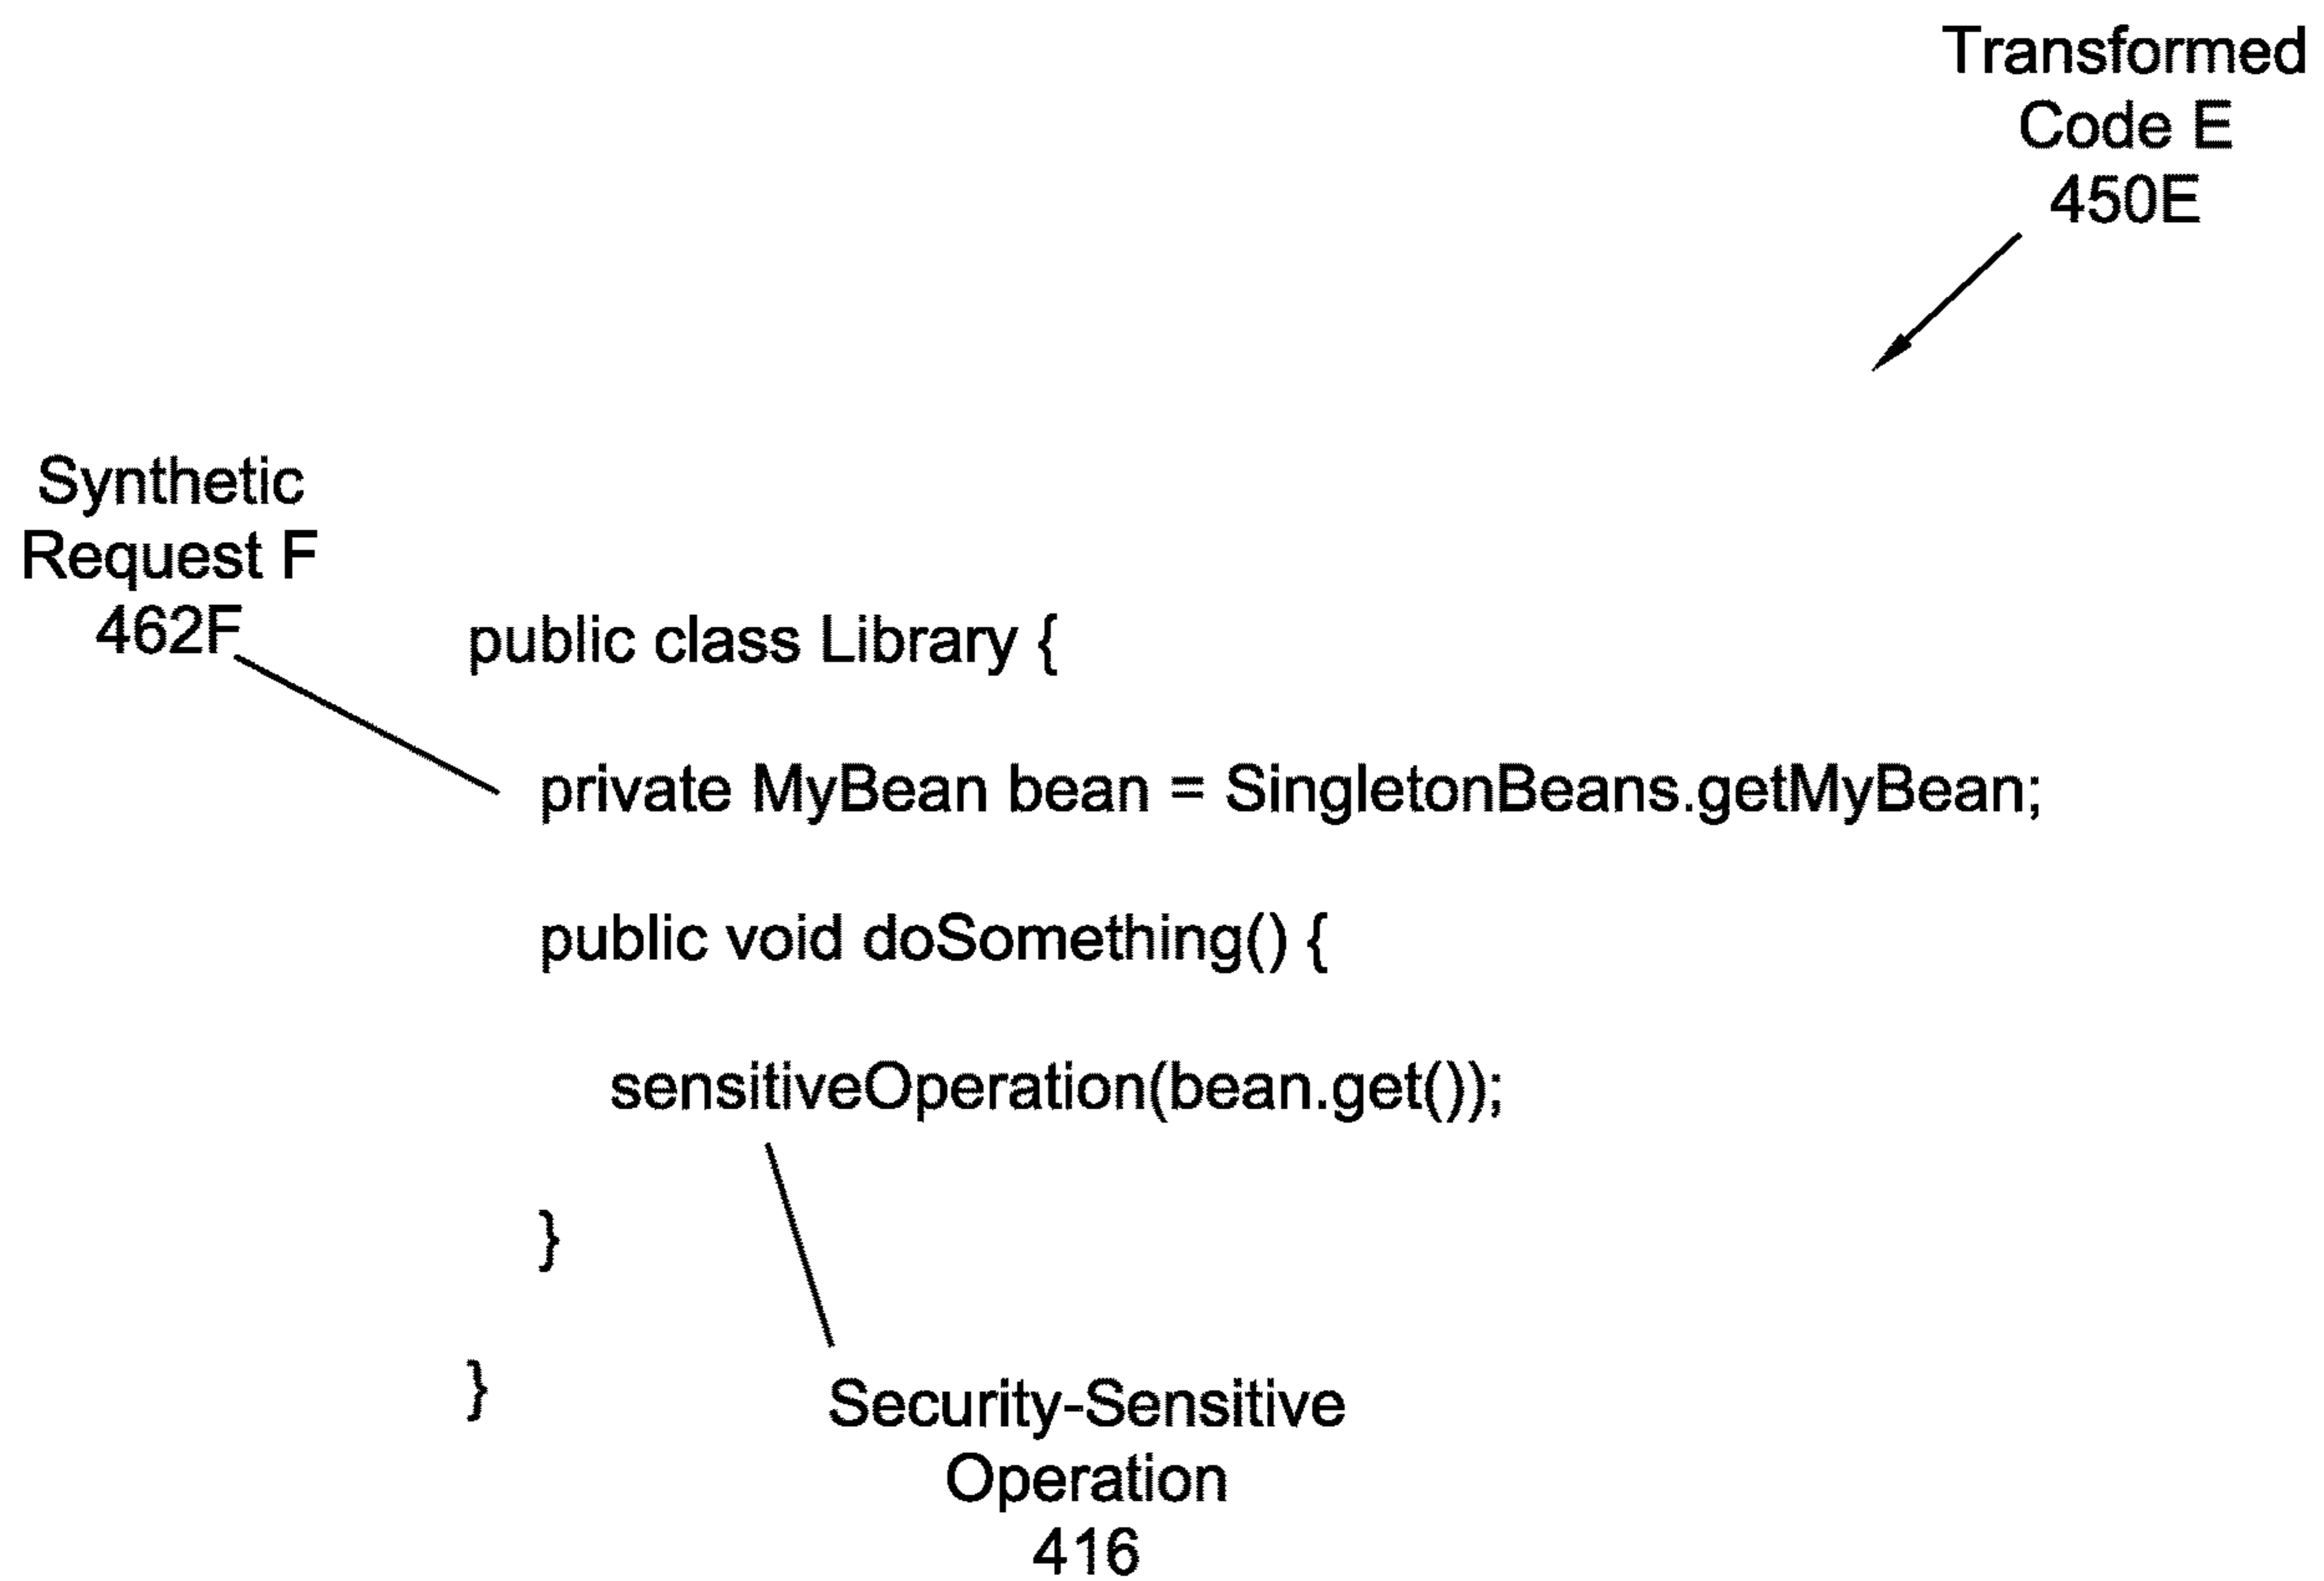 Transformed
Code E
450E
Synthetic
Request F
462F
public class Library {
private MyBean bean = SingletonBeans.getMyBean;
public void doSomething() {
sensitiveOperation(bean.get());
}
}
Security-Sensitive
Operation
416